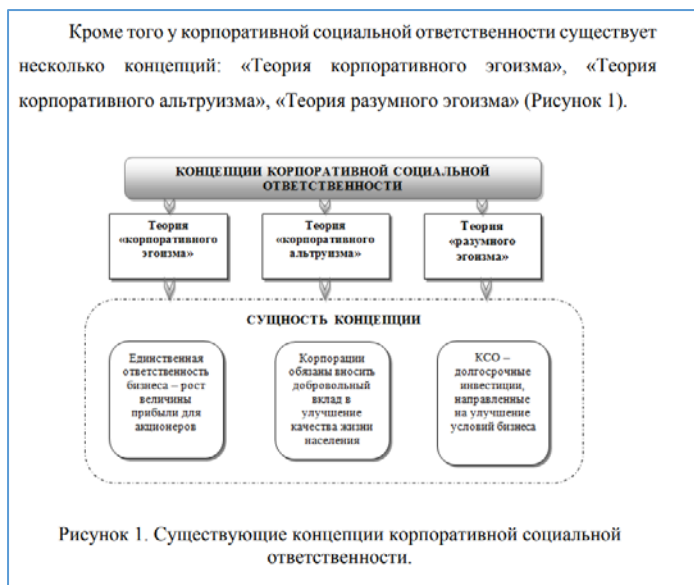 Кроме того у корпоративной социальной ответственности существует
несколько концепций: «Теория корпоративного эгоизма», «Теория
корпоративного альтруизма», «Теория разумного эгоизма» (Рисунок 1).
КОНЦЕПЦИИ КОРПОРАТИВНОЙ СОЦИАЛЬНОЙ
ОТВЕТСТВЕННОСТИ
Теория
«корпоративного
эгоизма»
Теория
«корпоративного
альтруизма»
Теория
«разумного
эгоизма»
СУЩНОСТЬ КОНЦЕПЦИИ
Единственная
ответственность
бизнеса – рост
величины
прибыли для
акционеров
Корпорации
обязаны вносить
добровольный
вклад в
улучшение
качества жизни
населения
КСО –
долгосрочные
инвестиции,
направленные
на улучшение
условий бизнеса
Рисунок 1. Существующие концепции корпоративной социальной
ответственности.